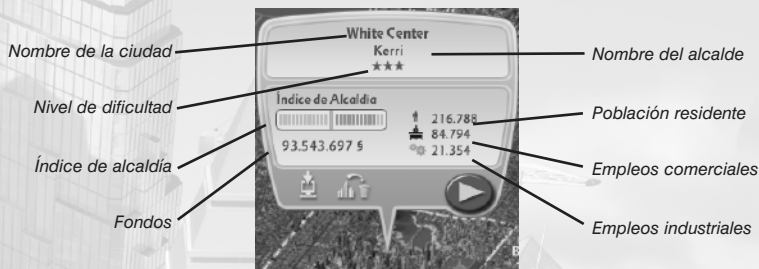 White Center
Kerri
Índice de Alcaldía
93.543.697 §
216.788
84.794
21.354
Nombre de la ciudad
Nivel de dificultad
Índice de alcaldía
Fondos
Nombre del alcalde
Población residente
Empleos comerciales
Empleos industriales